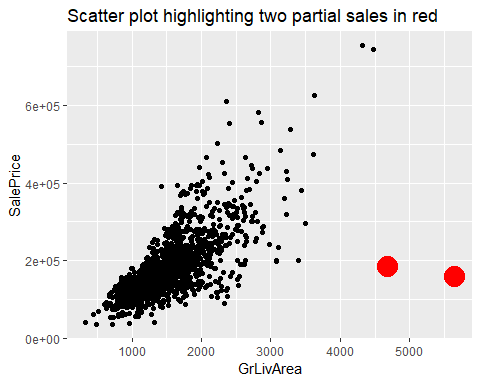 Scatter plot highlighting two partial sales in red
SalePrice
6e+05
4e+05
2e+05
0e+00
1000 2000 3000 4000 5000
GrLivArea